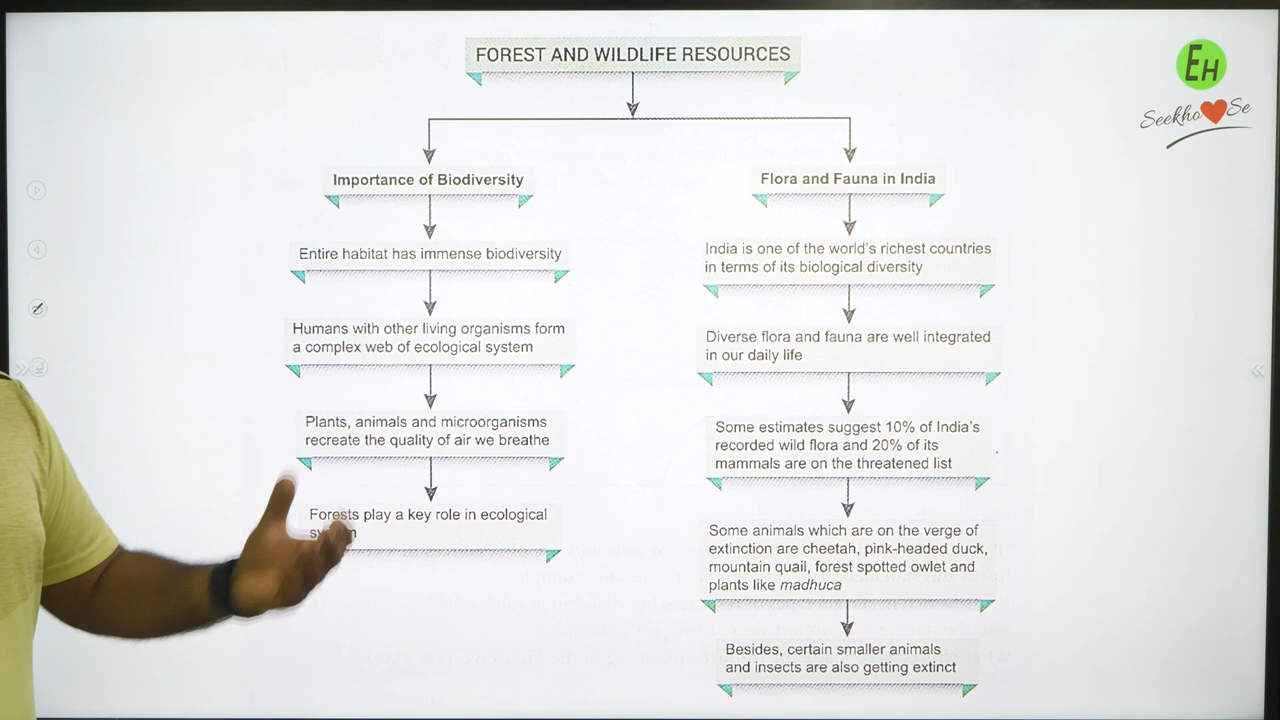 FOREST AND WILDLIFE RESOURCES
EH
Seekho Se
Importance of Biodiversity
Entire habitat has immense biodiversity
Humans with other living organisms form
a complex web of ecological system
Plants, animals and microorganisms
recreate the quality of air we breathe
Forests play a key role in ecological
Flora and Fauna in India
India is one of the world's richest countries
in terms of its biological diversity
Diverse flora and fauna are well integrated
in our daily life
Some estimates suggest 10% of India's
recorded wild flora and 20% of its
mammals are on the threatened list
Some animals which are on the verge of
extinction are cheetah, pink-headed duck,
mountain quail, forest spotted owlet and
plants like madhuca
Besides, certain smaller animals
and insects are also getting extinct